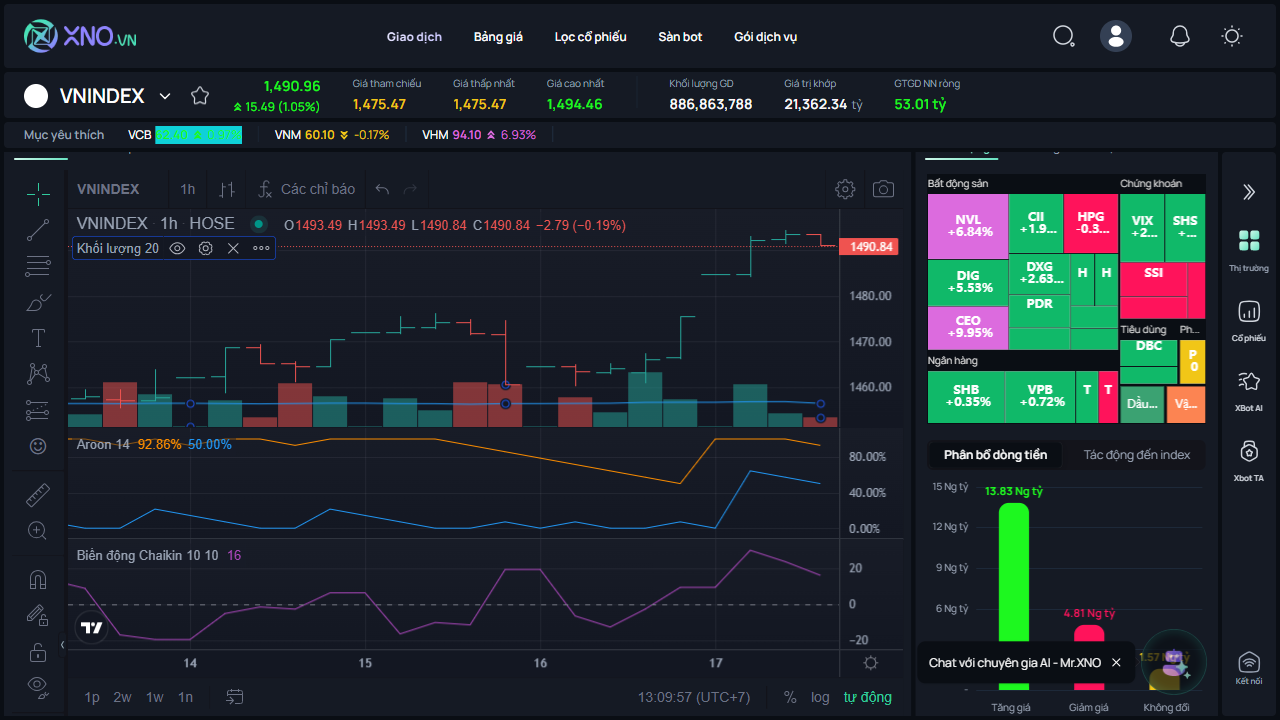 XNO.VN
Giao dịch Bảng giá Lọc cổ phiếu Sàn bot Gói dịch vụ
VNINDEX
1,490.96
15.49 (1.05%)
Giá tham chiếu
1,475.47
Giá thấp nhất
1,475.47
Giá cao nhất
1,494.46
Khối lượng GD
886,863,788
Giá trị khớp
21,362.34 tỷ
GTGD NN ròng
53.01 tỷ
Mục yêu thích VCB VNM 60.10 -0.17% VHM 94.10 6.93%
VNINDEX 1h Các chỉ báo
VNINDEX · 1h · HOSE O1493.49 H1493.49 L1490.84 C1490.84 −2.79 (−0.19%)
Khối lượng 20
1490.84
1480.00
1470.00
1460.00
Aroon 14 92.86% 50.00%
80.00%
40.00%
0.00%
Biến động Chaikin 10 10 16
20
0
−20
14 15 16 17
1p 2w 1w 1n 13:09:57 (UTC+7) % log tự động
Bất động sản
NVL
+6.84%
CII
+1.9...
HPG
-0.3...
DIG
+5.53%
DXG
+2.63...
H
H
CEO
+9.95%
PDR
Chứng khoán
VIX
+2...
SHS
+...
SSI
Ngân hàng
SHB
+0.35%
VPB
+0.72%
T
T
Tiêu dùng
DBC
Ph...
P
0
Dầu...
Vậ...
Phân bổ dòng tiền Tác động đến index
15 Ng tỷ
12 Ng tỷ
9 Ng tỷ
6 Ng tỷ
13.83 Ng tỷ
4.81 Ng tỷ
1.57 Ng tỷ
Tăng giá Giảm giá Không đổi
Chat với chuyên gia AI - Mr.XNO
Thị trường
Cổ phiếu
XBot AI
Xbot TA
Kết nối